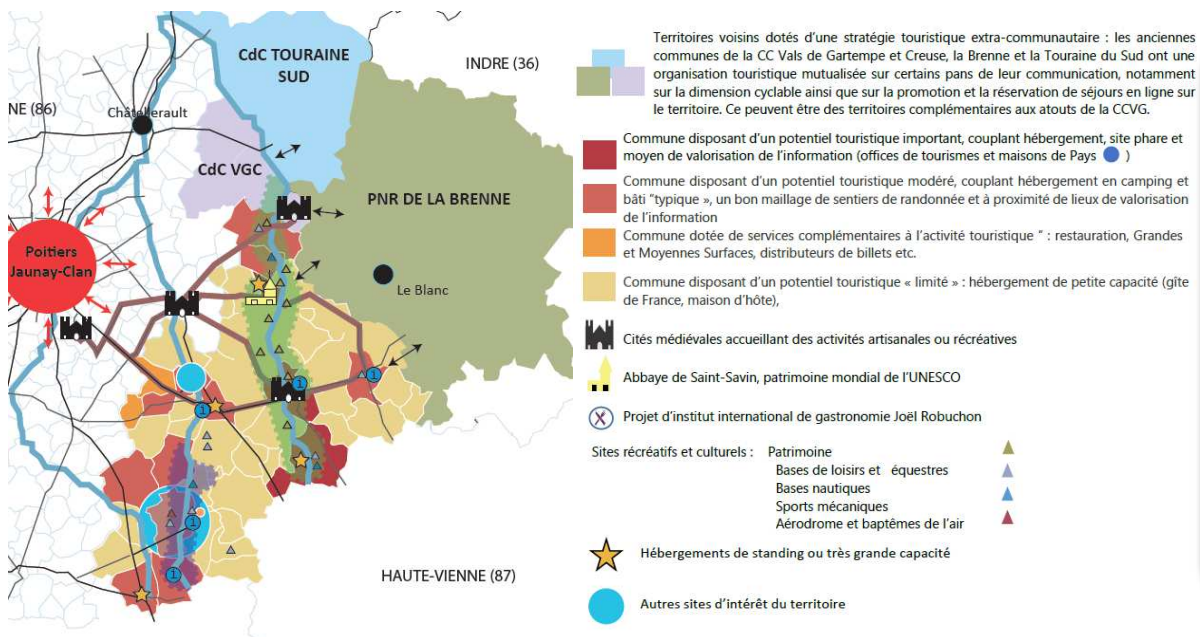 CdC TOURAINE
SUD
INDRE (36)
NE (86)
Châtellerault
CdC VGC
PNR DE LA BRENNE
Poitiers
Jaunay-Clan
Le Blanc
HAUTE-VIENNE (87)
Territoires voisins dotés d'une stratégie touristique extra-communautaire : les anciennes
communes de la CC Vals de Gartempe et Creuse, la Brenne et la Touraine du Sud ont une
organisation touristique mutualisée sur certains pans de leur communication, notamment
sur la dimension cyclable ainsi que sur la promotion et la réservation de séjours en ligne sur
le territoire. Ce peuvent être des territoires complémentaires aux atouts de la CCVG.
Commune disposant d'un potentiel touristique important, couplant hébergement, site phare et
moyen de valorisation de l'information (offices de tourismes et maisons de Pays )
Commune disposant d'un potentiel touristique modéré, couplant hébergement en camping et
bâti "typique », un bon maillage de sentiers de randonnée et à proximité de lieux de valorisation
de l'information
Commune dotée de services complémentaires à l'activité touristique " : restauration, Grandes
et Moyennes Surfaces, distributeurs de billets etc.
Commune disposant d'un potentiel touristique « limité » : hébergement de petite capacité (gîte
de France, maison d'hôte),
Cités médiévales accueillant des activités artisanales ou récréatives
Abbaye de Saint-Savin, patrimoine mondial de l'UNESCO
Projet d'institut international de gastronomie Joël Robuchon
Sites récréatifs et culturels : Patrimoine
Bases de loisirs et équestres
Bases nautiques
Sports mécaniques
Aérodrome et baptêmes de l'air
Hébergements de standing ou très grande capacité
Autres sites d'intérêt du territoire